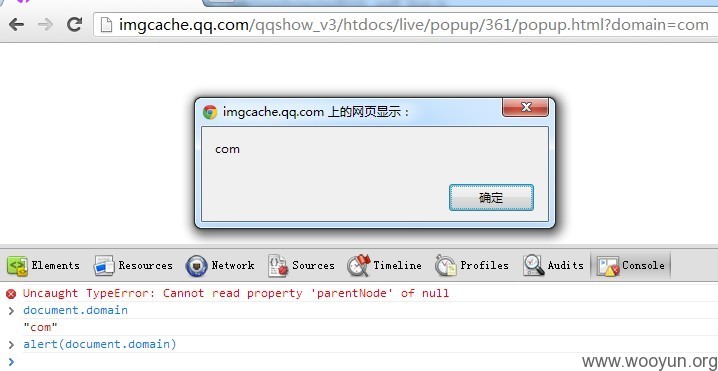 imgcache.qq.com/qqshow_v3/htdocs/live/popup/361/popup.html?domain=com
imgcache.qq.com 上的网页显示：
com
确定
Elements Resources Network Sources Timeline Profiles Audits Console
Uncaught TypeError: Cannot read property 'parentNode' of null
document.domain
"com"
alert(document.domain)
www.wooyun.org